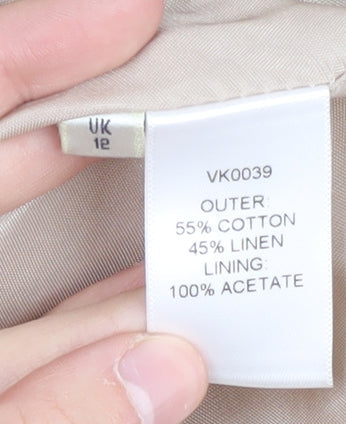 UK
12
VK0039
OUTER:
55% COTTON
45% LINEN
LINING:
100% ACETATE